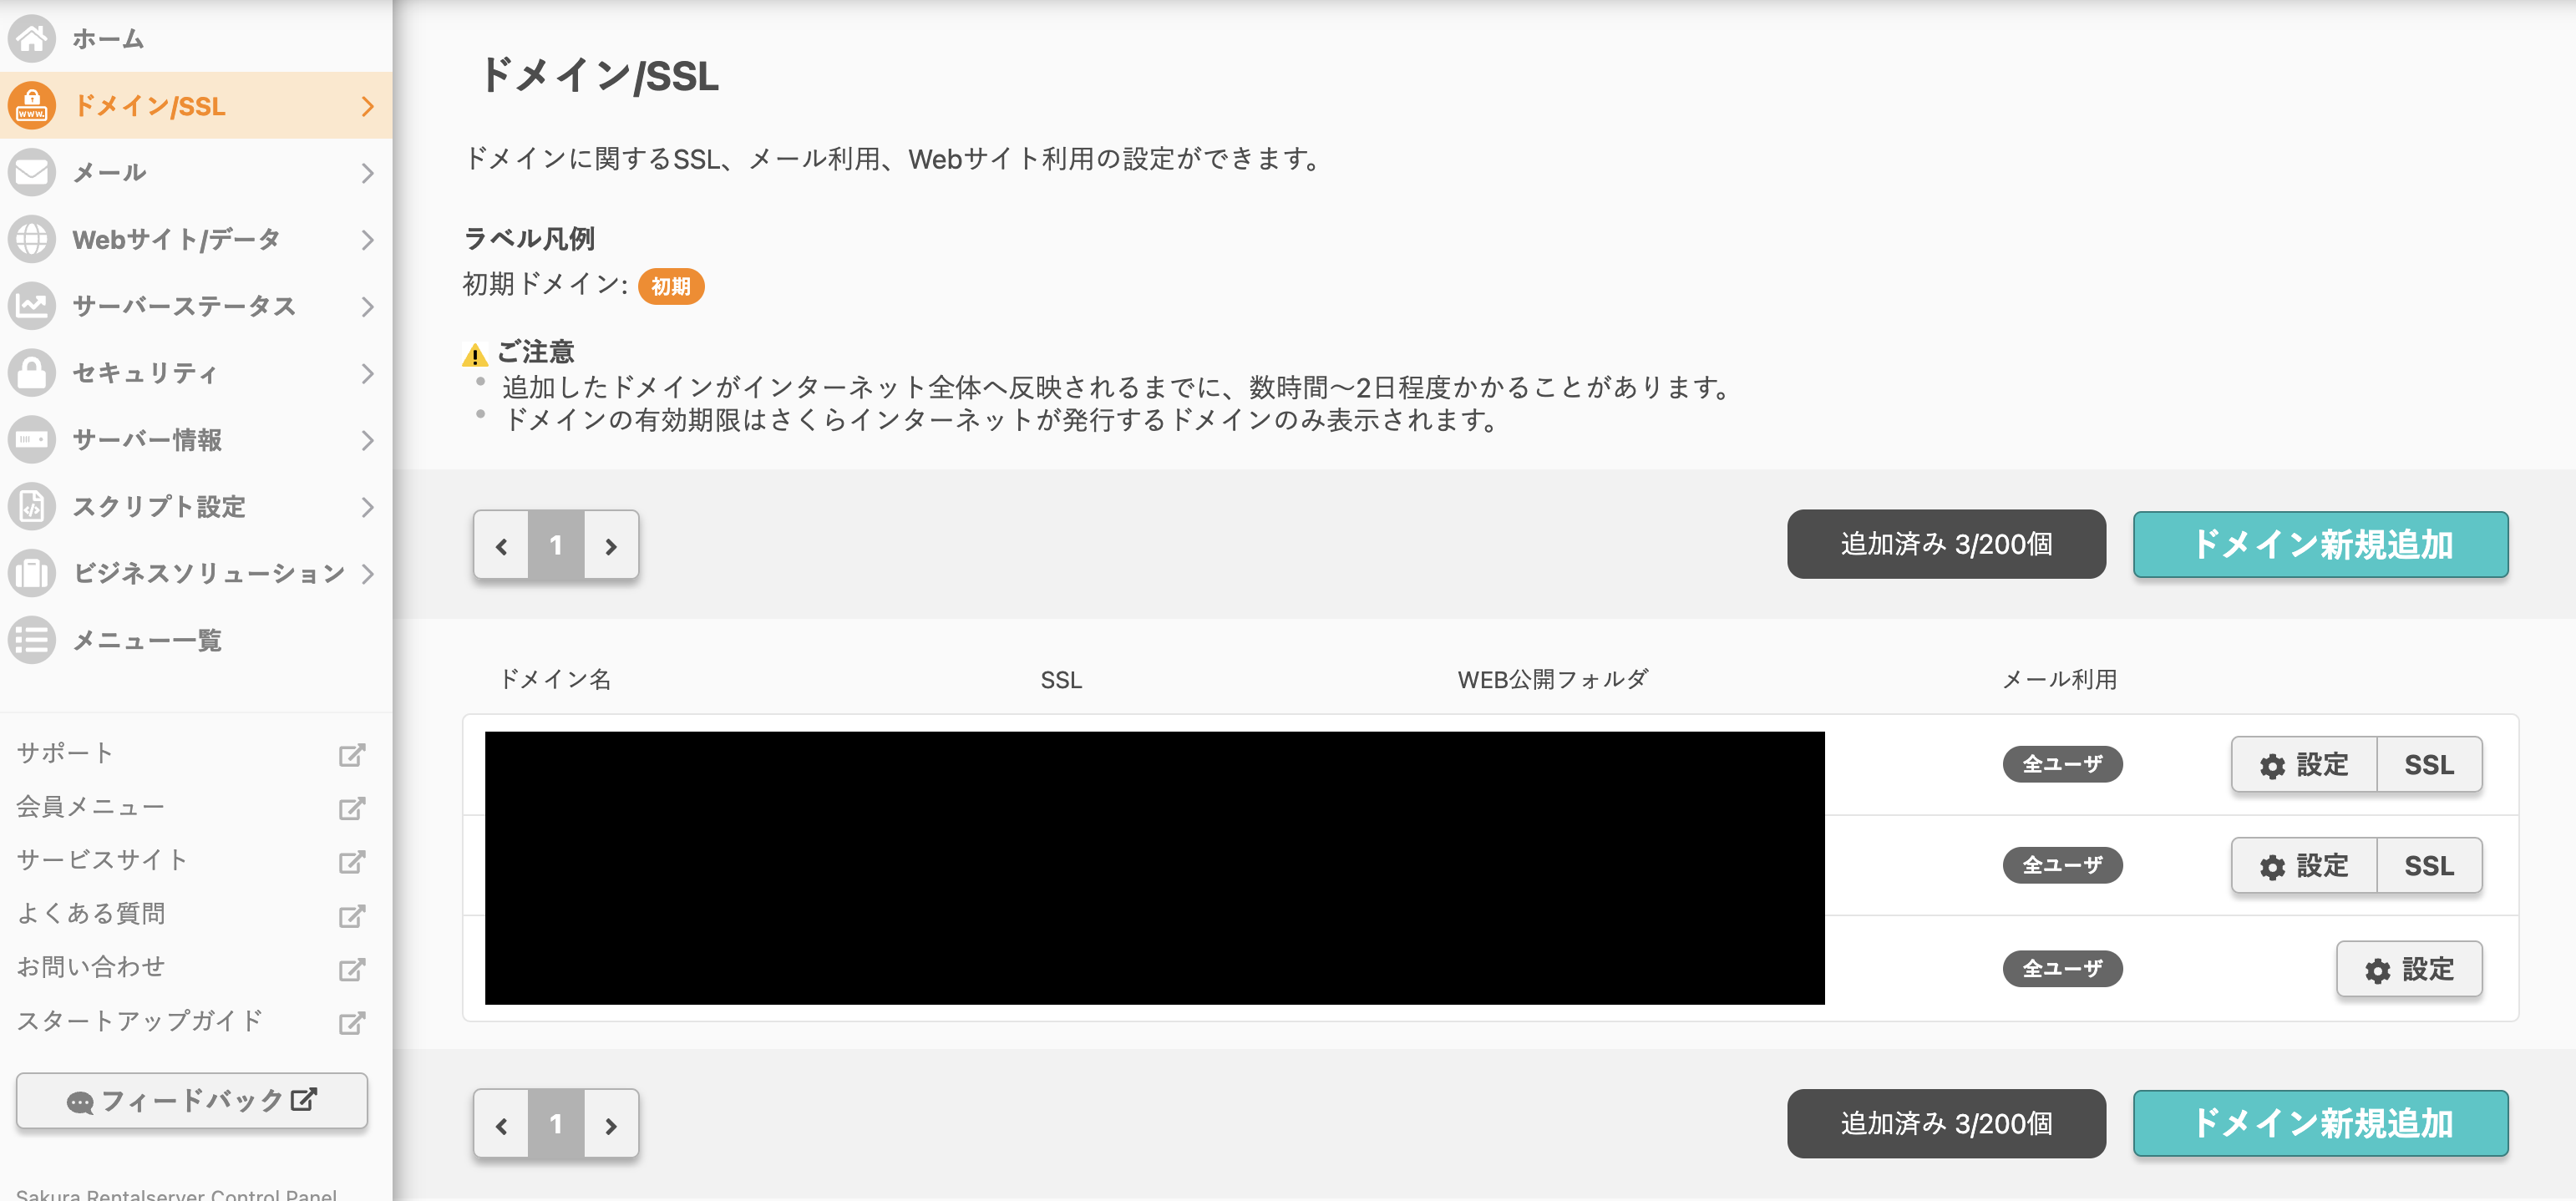 ホーム
ドメイン/SSL
メール
Webサイト/データ
サーバーステータス
セキュリティ
サーバー情報
スクリプト設定
ビジネスソリューション
メニュー一覧
サポート
会員メニュー
サービスサイト
よくある質問
お問い合わせ
スタートアップガイド
フィードバック
Sakura Rentalserver Control Panel
ドメイン/SSL
ドメインに関するSSL、メール利用、Webサイト利用の設定ができます。
ラベル凡例
初期ドメイン: 初期
ご注意
追加したドメインがインターネット全体へ反映されるまでに、数時間〜2日程度かかることがあります。
ドメインの有効期限はさくらインターネットが発行するドメインのみ表示されます。
1 追加済み 3/200個 ドメイン新規追加
ドメイン名 SSL WEB公開フォルダ メール利用
全ユーザ 設定 SSL
全ユーザ 設定 SSL
全ユーザ 設定
1 追加済み 3/200個 ドメイン新規追加